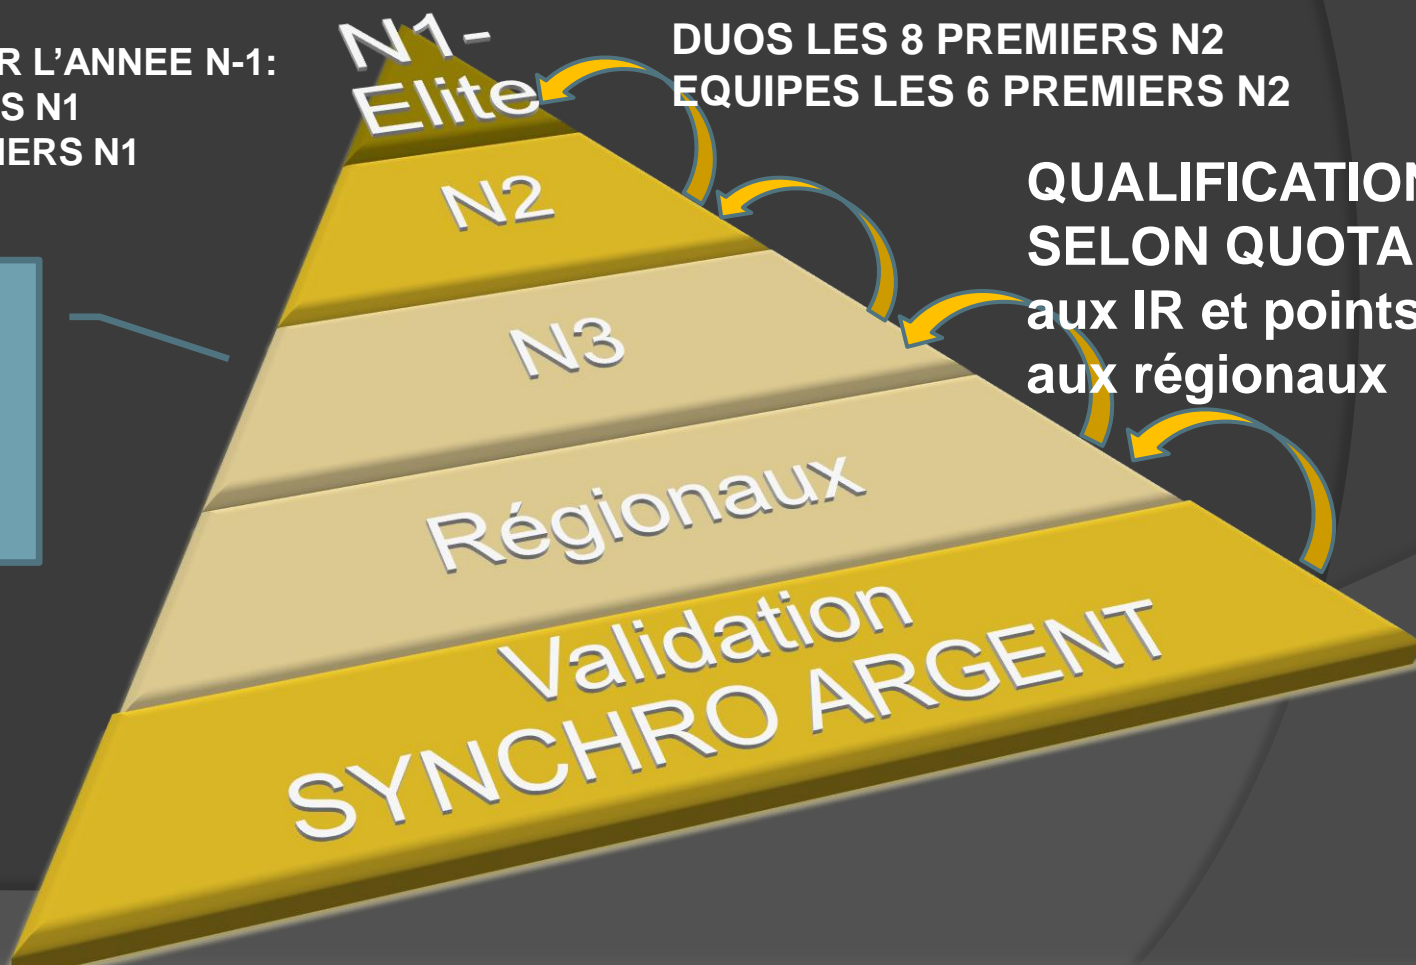 R L'ANNEE N-1:
S N1
IERS N1
DUOS LES 8 PREMIERS N2
EQUIPES LES 6 PREMIERS N2
QUALIFICATION
SELON QUOTA
aux IR et points
aux régionaux
N1-
Elite
N2
N3
Régionaux
Validation
SYNCHRO ARGENT